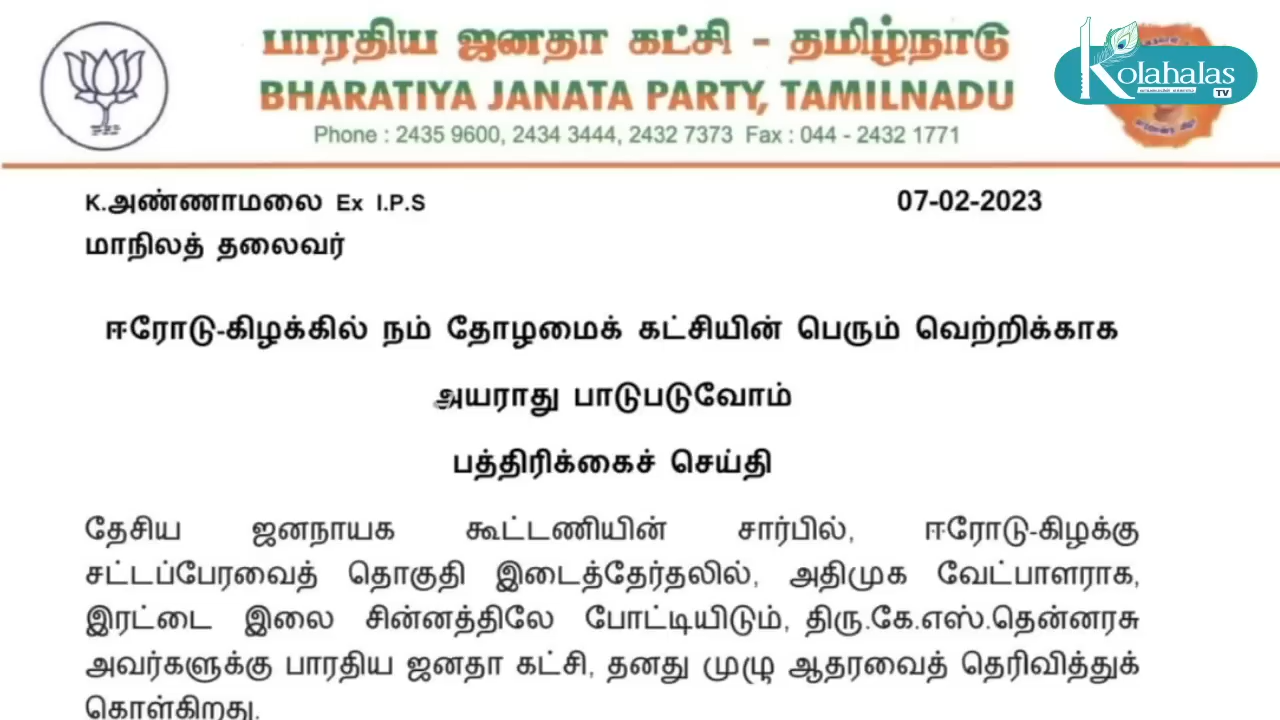 பாரதிய ஜனதா கட்சி - தமிழ்நாடு
BHARATIYA JANATA PARTY, TAMILNADU
Phone : 2435 9600, 2434 3444, 2432 7373 Fax : 044 - 2432 1771
Kolahalas
TV
K.அண்ணாமலை Ex I.P.S
07-02-2023
மாநிலத் தலைவர்
ஈரோடு-கிழக்கில் நம் தோழமைக் கட்சியின் பெரும் வெற்றிக்காக
அயராது பாடுபடுவோம்
பத்திரிக்கைச் செய்தி
தேசிய ஜனநாயக கூட்டணியின் சார்பில், ஈரோடு-கிழக்கு
சட்டப்பேரவைத் தொகுதி இடைத்தேர்தலில், அதிமுக வேட்பாளராக,
இரட்டை இலை சின்னத்திலே போட்டியிடும், திரு.கே.எஸ்.தென்னரசு
அவர்களுக்கு பாரதிய ஜனதா கட்சி, தனது முழு ஆதரவைத் தெரிவித்துக்
கொள்கிறது.